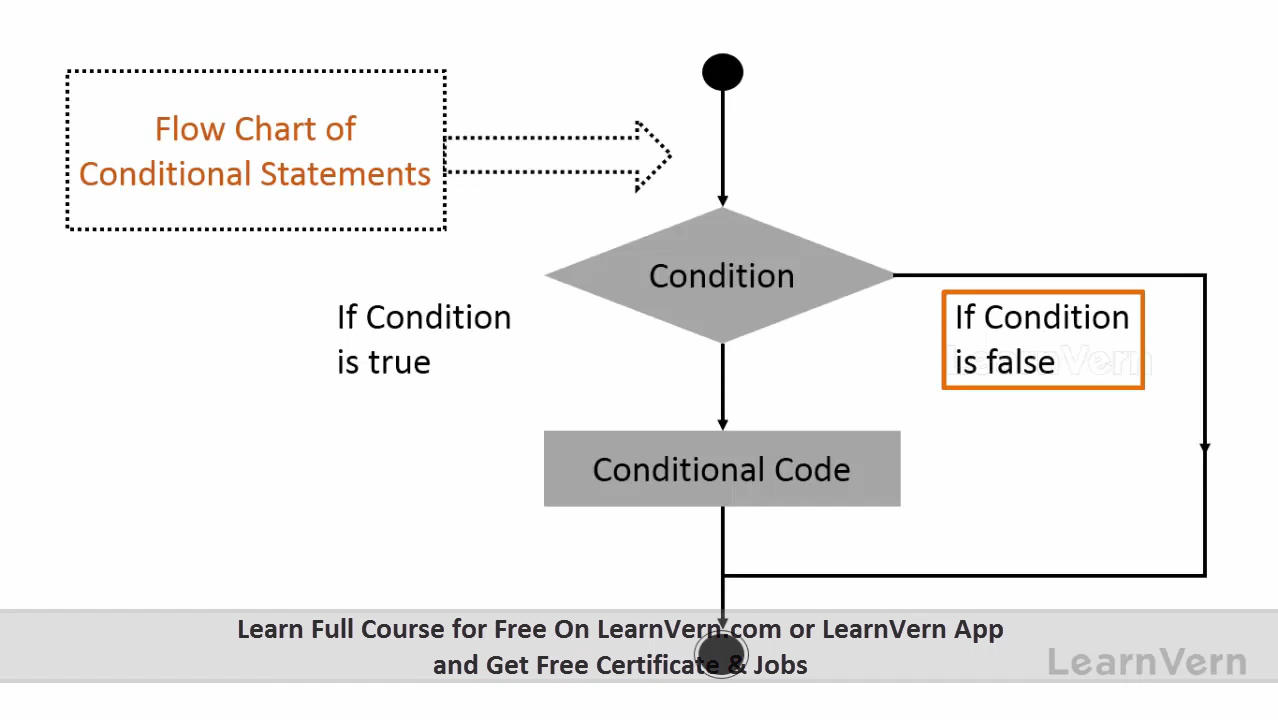 Flow Chart of
Conditional Statements
Condition
If Condition
is true
If Condition
is false
LearnVern
Conditional Code
Learn Full Course for Free On LearnVern.com or LearnVern App
and Get Free Certificate & Jobs
LearnVern